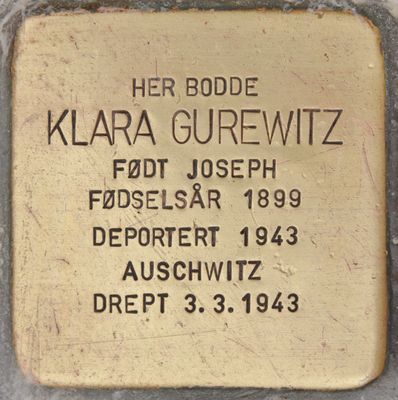 HER BODDE
KLARA GUREWITZ
FØDT JOSEPH
FØDSELSÅR 1899
DEPORTERT 1943
AUSCHWITZ
DREPT 3.3.1943